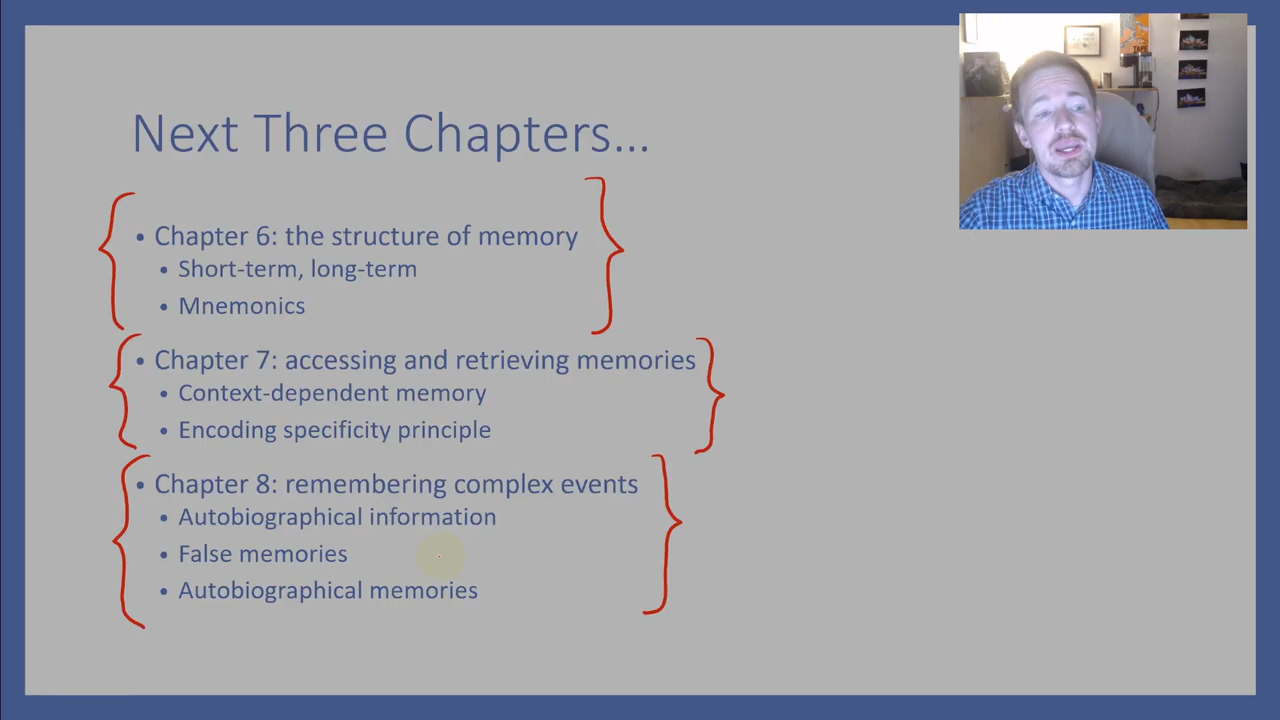 Next Three Chapters...
• Chapter 6: the structure of memory
• Short-term, long-term
• Mnemonics
• Chapter 7: accessing and retrieving memories
• Context-dependent memory
• Encoding specificity principle
• Chapter 8: remembering complex events
• Autobiographical information
• False memories
• Autobiographical memories